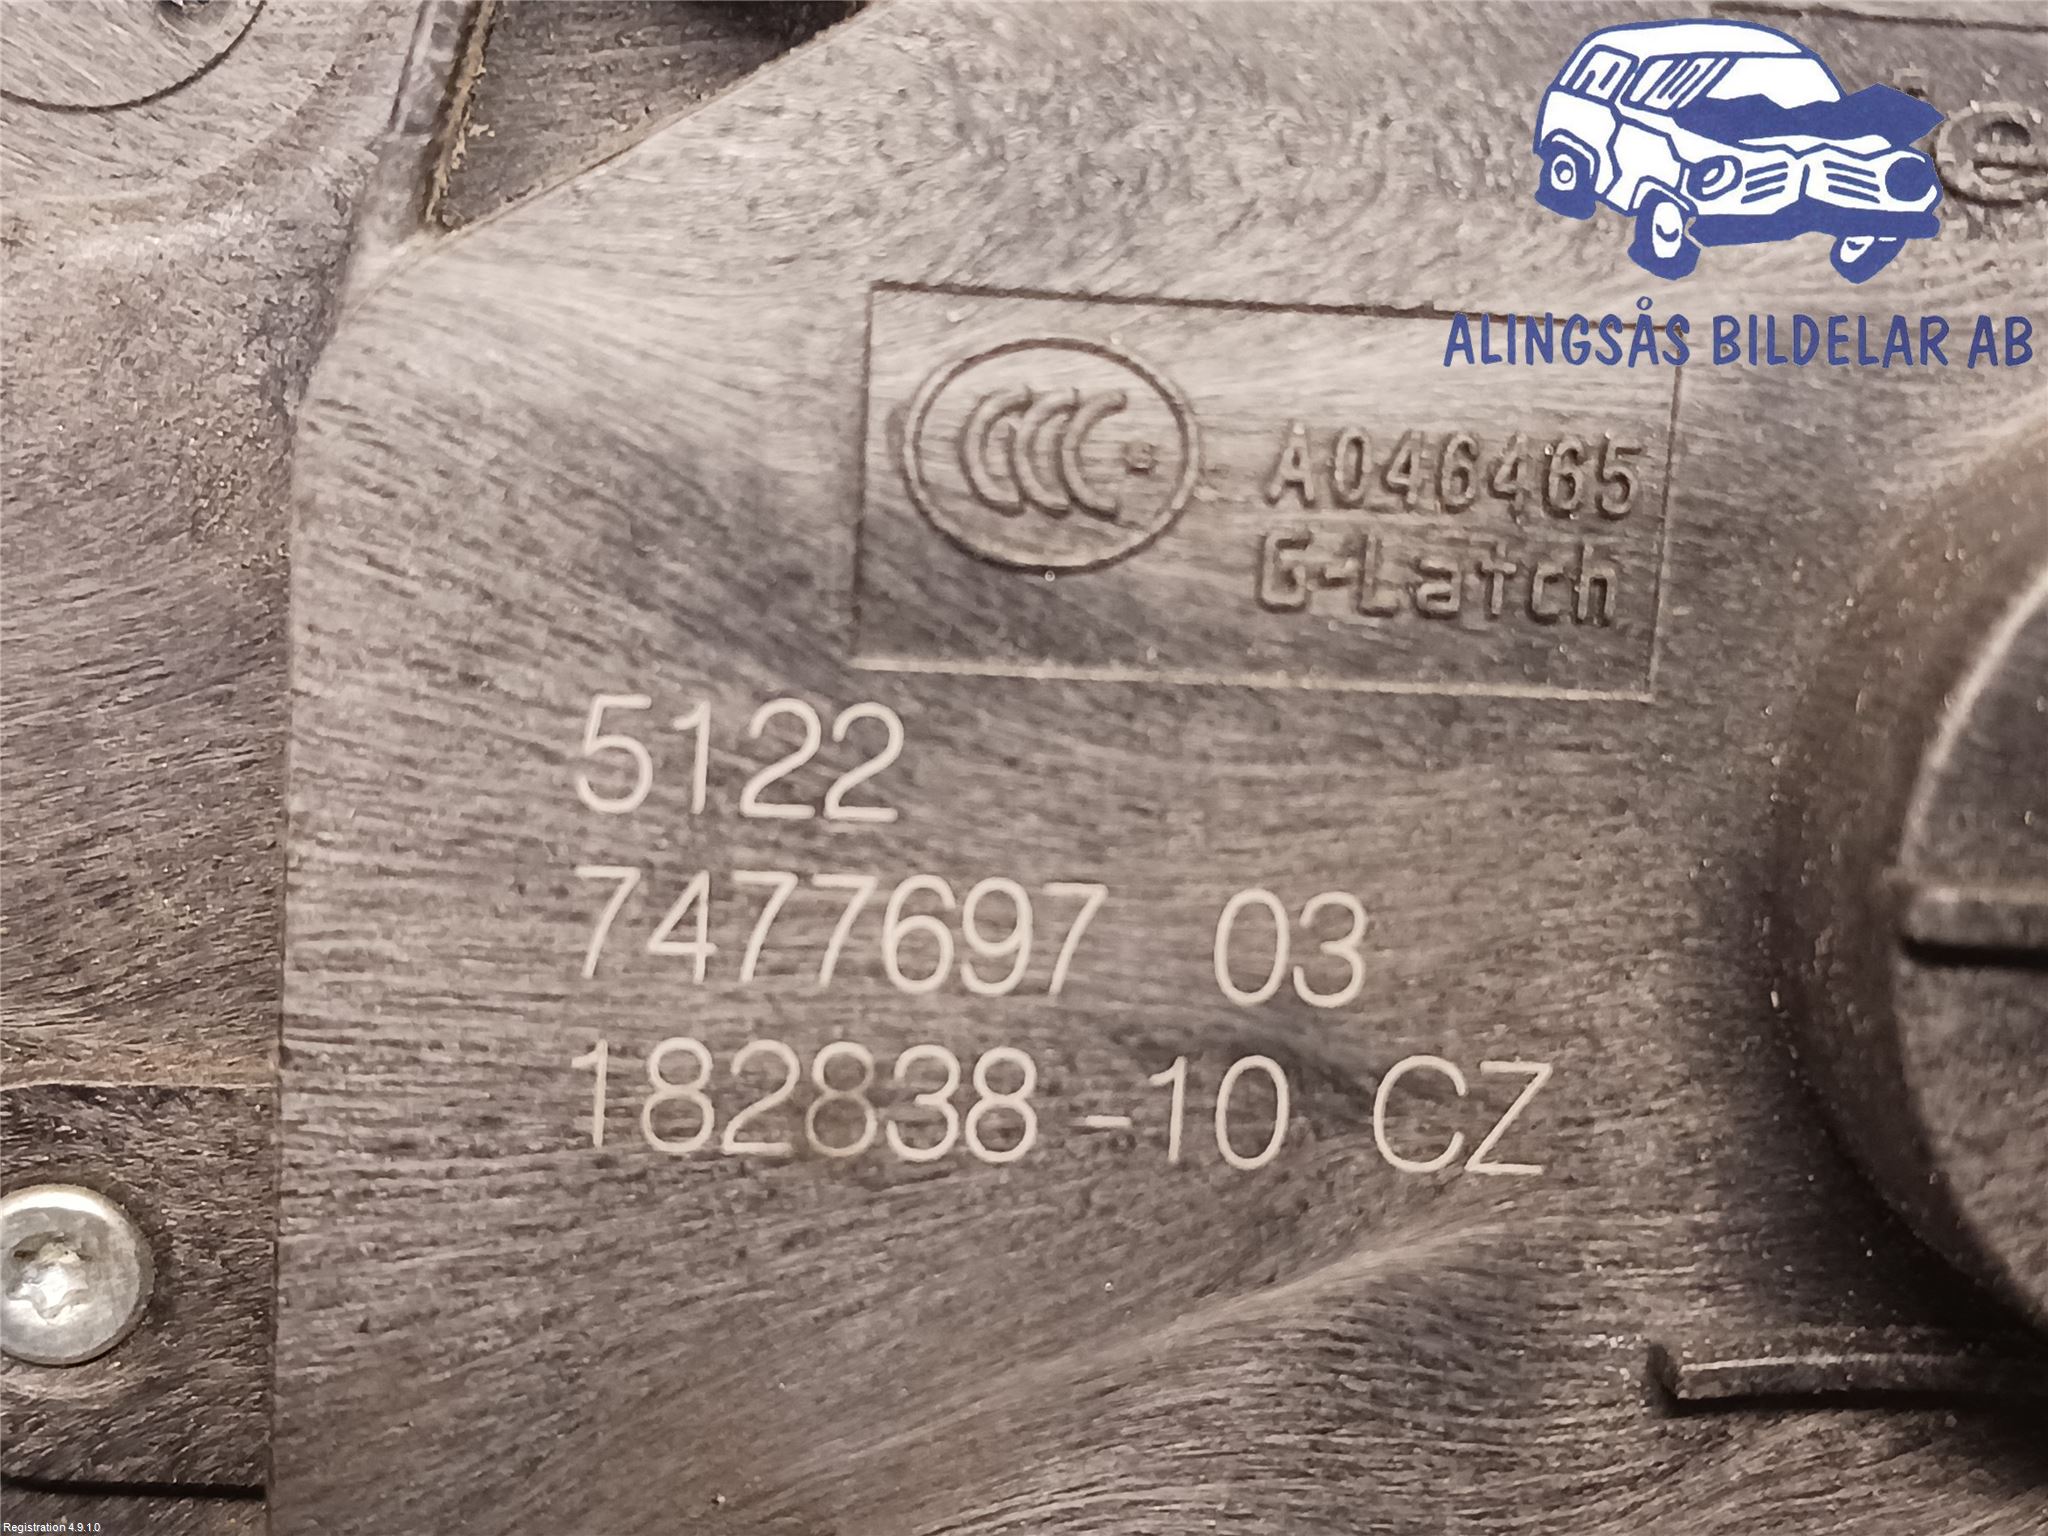 ALINGSÅS BILDELAR AB
CCC S
A046465
G-Latch
5122
7477697 03
182838-10 CZ
Registration 4.9.1.0